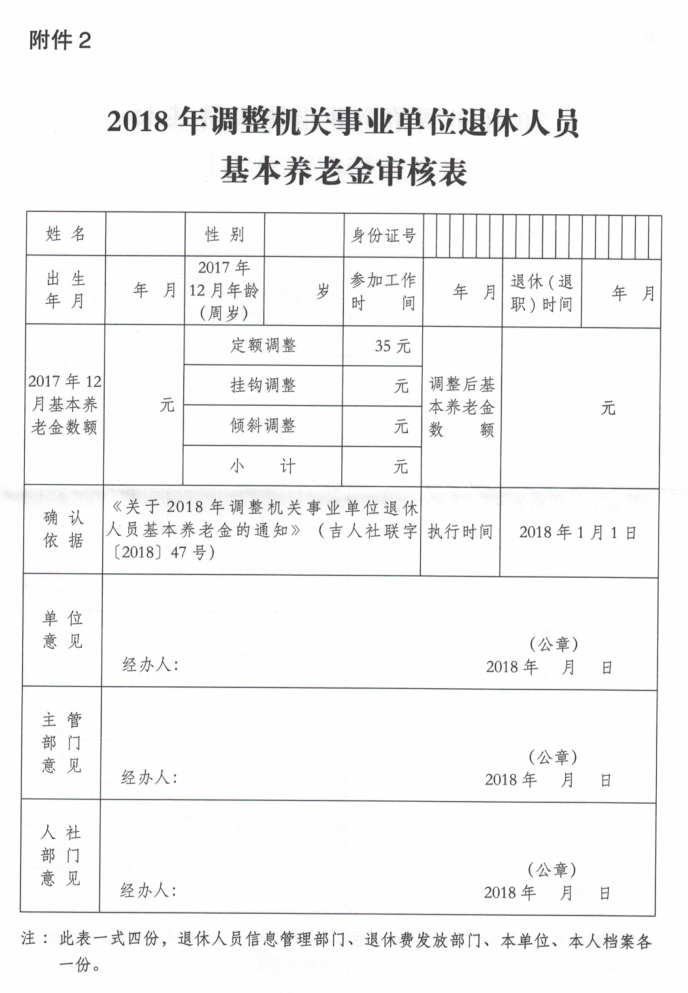 附件2
2018年调整机关事业单位退休人员
基本养老金审核表
姓名 性别 身份证号
出生
年月
年 月
2017年
12月年龄
(周岁)
岁
参加工作
时间
年 月
退休(退
职)时间
年 月
2017年12
月基本养
老金数额
元
定额调整 35元
挂钩调整 元
倾斜调整 元
小计 元
调整后基
本养老金
数额
元
确认
依据
《关于2018年调整机关事业单位退休
人员基本养老金的通知》(吉人社联字
〔2018〕47号)
执行时间 2018年1月1日
单位
意见
(公章)
经办人: 2018年 月 日
主管
部门
意见
(公章)
经办人: 2018年 月 日
人社
部门
意见
(公章)
经办人: 2018年 月 日
注:此表一式四份,退休人员信息管理部门、退休费发放部门、本单位、本人档案各
一份。